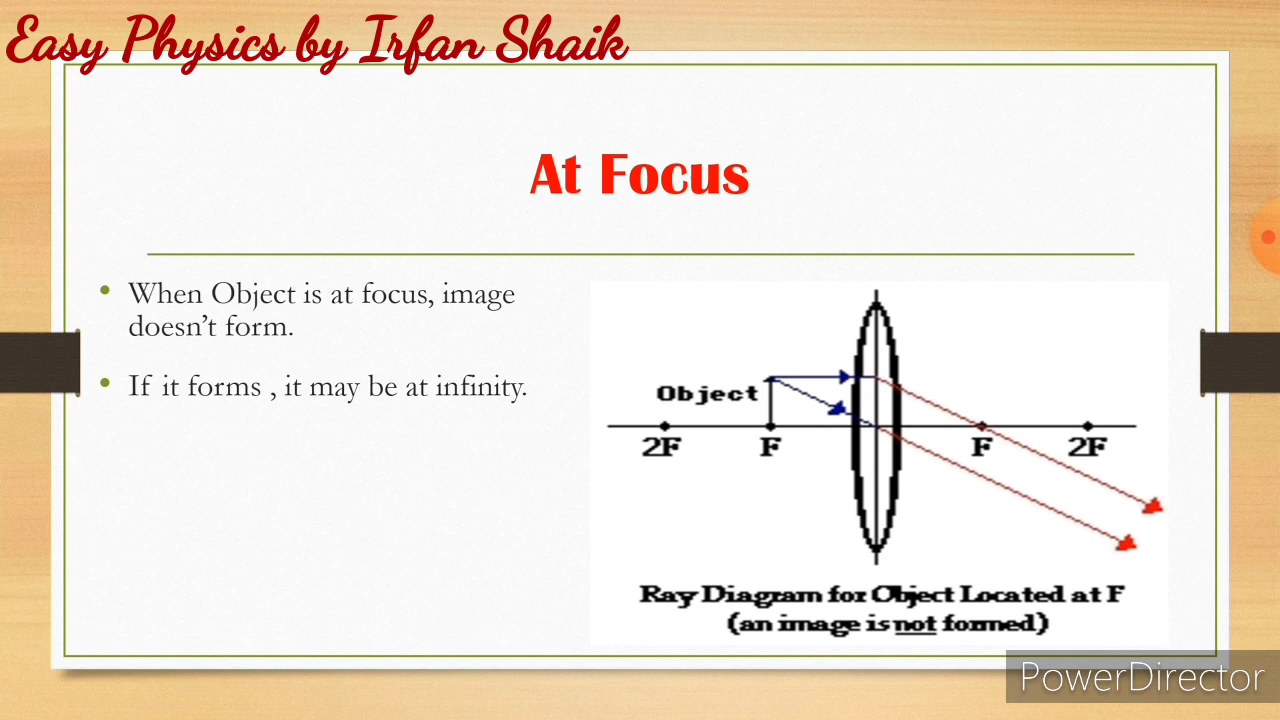 Easy Physics by Irfan Shaik
At Focus
• When Object is at focus, image
doesn’t form.
• If it forms , it may be at infinity.
Object
2F F F 2F
Ray Diagram for Object Located at F
(an image is not formed)
PowerDirector